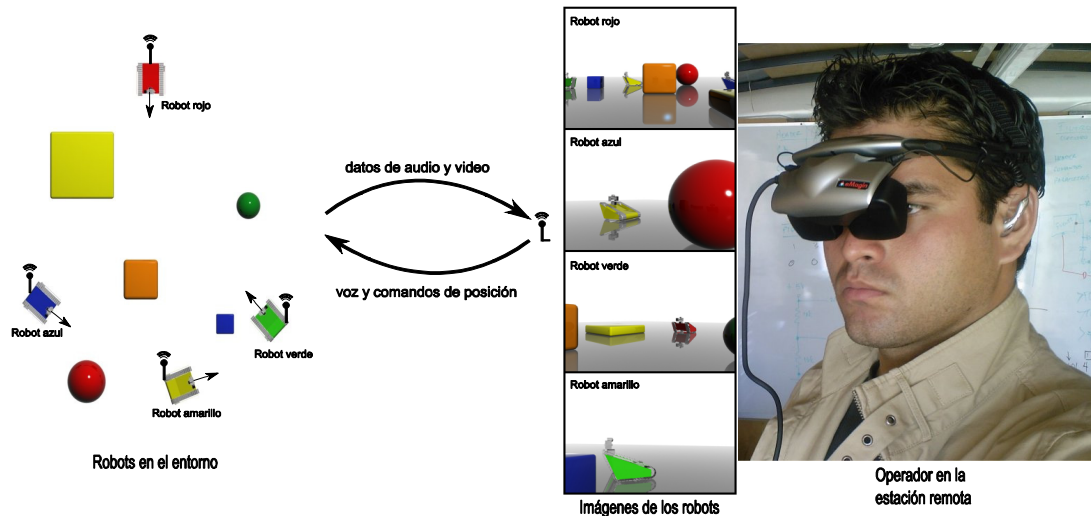 Robot rojo
datos de audio y video
voz y comandos de posición
Robot azul
Robot verde
Robot amarillo
Robots en el entorno
Robot rojo
Robot azul
Robot verde
Robot amarillo
Imágenes de los robots
eMagin
Operador en la
estación remota